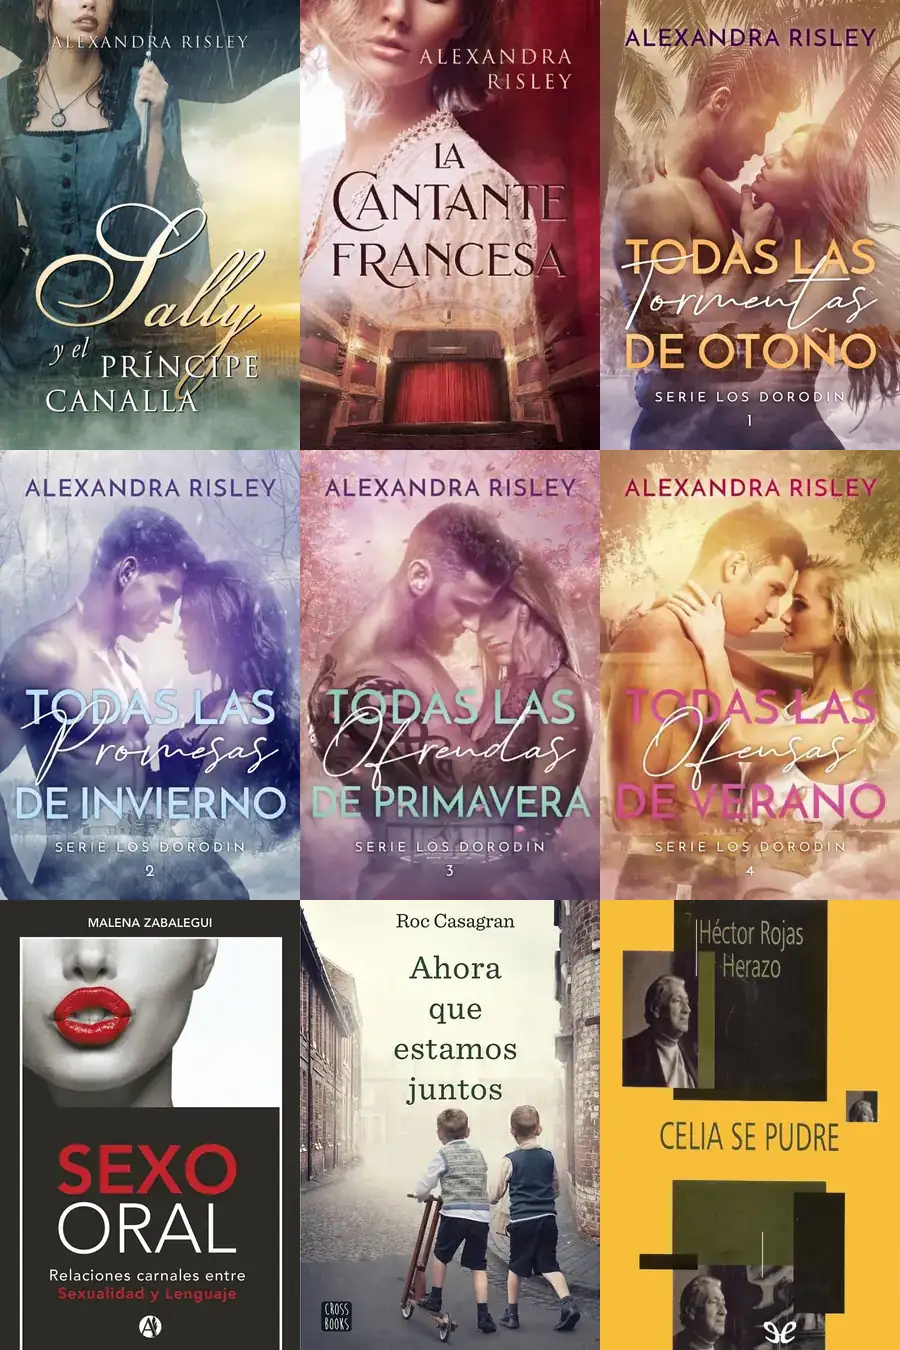 ALEXANDRA RISLEY
Sally
y el
PRÍNCIPE
CANALLA
ALEXANDRA
RISLEY
LA
CANTANTE
FRANCESA
ALEXANDRA RISLEY
TODAS LAS
Tormentas
DE OTOÑO
SERIE LOS DORODIN
1
ALEXANDRA RISLEY
TODAS LAS
Promesas
DE INVIERNO
SERIE LOS DORODIN
2
ALEXANDRA RISLEY
TODAS LAS
Ofrendas
DE PRIMAVERA
SERIE LOS DORODIN
3
ALEXANDRA RISLEY
TODAS LAS
Ofensas
DE VERANO
SERIE LOS DORODIN
4
MALENA ZABALEGUI
SEXO
ORAL
Relaciones carnales entre
Sexualidad y Lenguaje
A
Roc Casagran
Ahora
que
estamos
juntos
CROSS
BOOKS
Héctor Rojas
Herazo
CELIA SE PUDRE